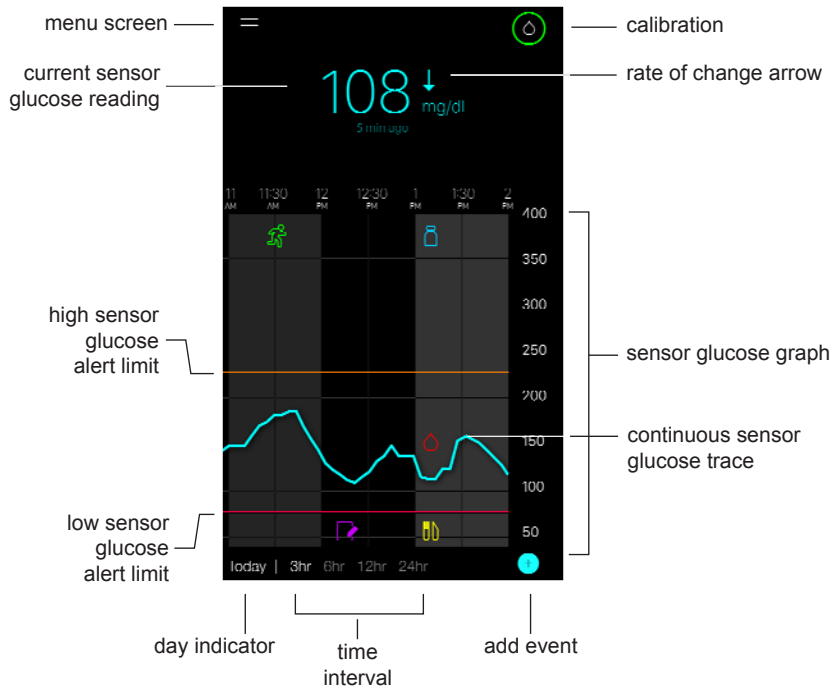 menu screen
calibration
current sensor
glucose reading
rate of change arrow
108
mg/dl
5 min ago
11 11:30 12 12:30 1 1:30 2
AM AM PM PM PM PM PM
400
350
300
high sensor
glucose
alert limit
250
sensor glucose graph
200
150
continuous sensor
glucose trace
100
low sensor
glucose
alert limit
50
Today | 3hr 6hr 12hr 24hr
+
day indicator
time
interval
add event